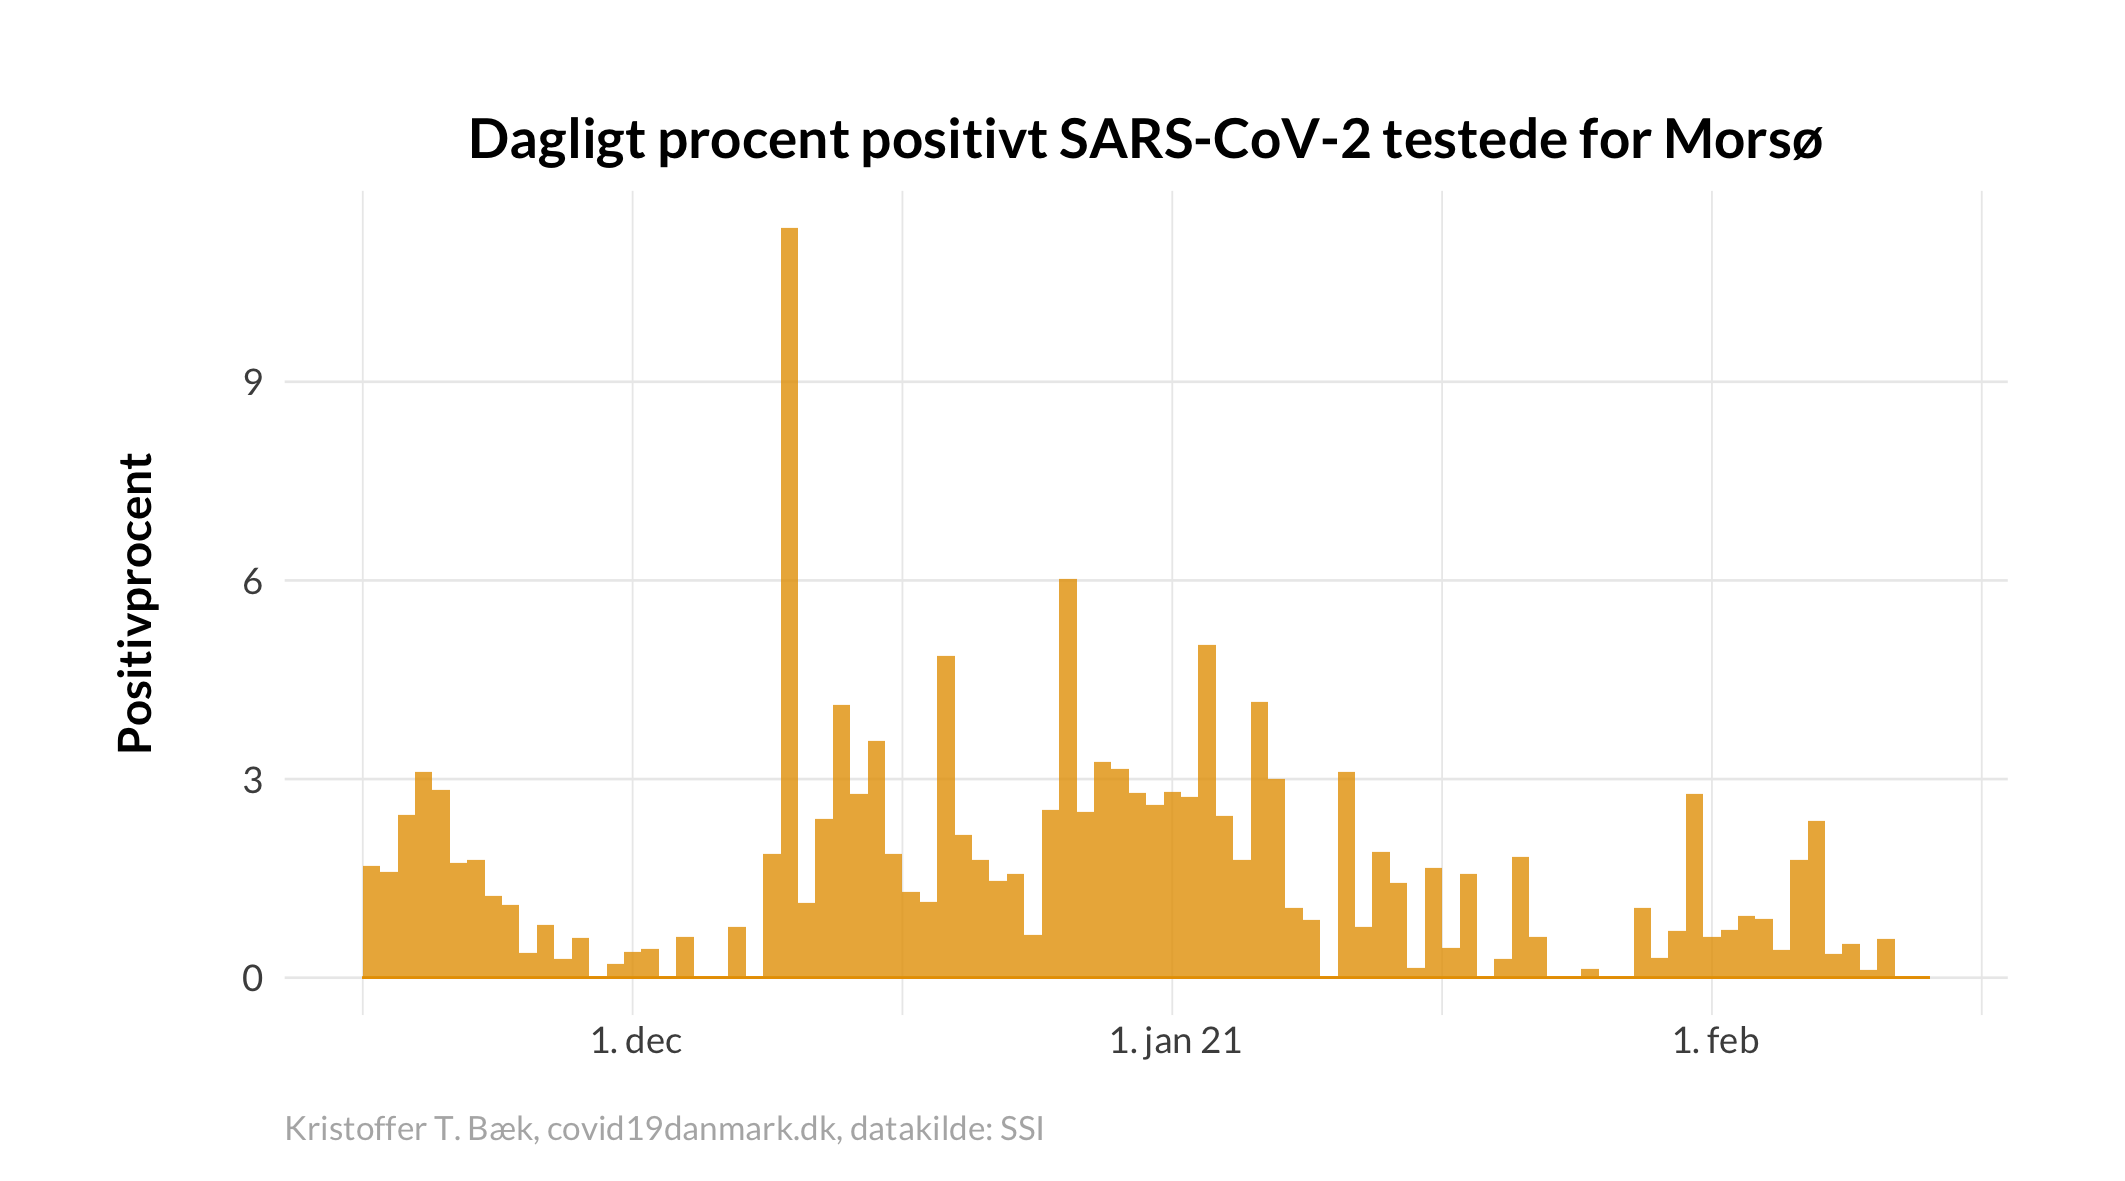 Dagligt procent positivt SARS-CoV-2 testede for Morsø
Positivprocent
9
6
3
0
1. dec
1. jan 21
1. feb
Kristoffer T. Bæk, covid19danmark.dk, datakilde: SSI